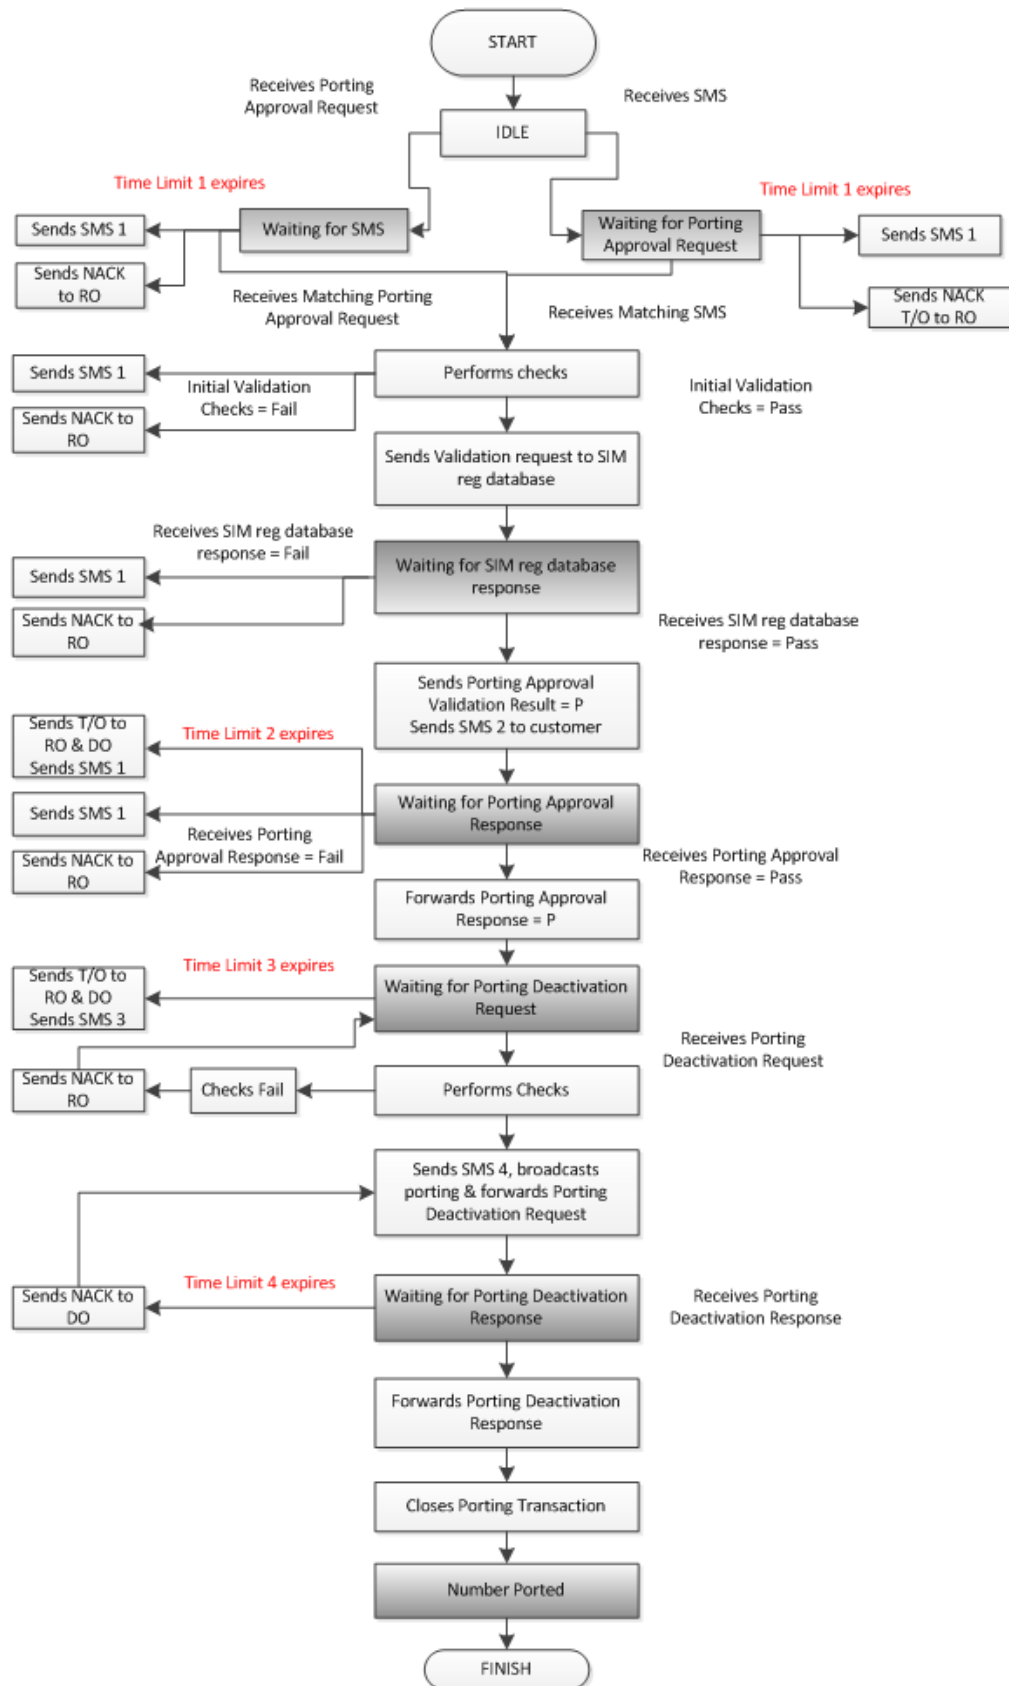 START
Receives Porting
Approval Request
Receives SMS
IDLE
Time Limit 1 expires
Time Limit 1 expires
Sends SMS 1
Waiting for SMS
Waiting for Porting
Approval Request
Sends SMS 1
Sends NACK
to RO
Receives Matching Porting
Approval Request
Receives Matching SMS
Sends NACK
T/O to RO
Sends SMS 1
Performs checks
Initial Validation
Checks = Fail
Initial Validation
Checks = Pass
Sends NACK to
RO
Sends Validation request to SIM
reg database
Receives SIM reg database
response = Fail
Sends SMS 1
Waiting for SIM reg database
response
Sends NACK to
RO
Receives SIM reg database
response = Pass
Sends Porting Approval
Validation Result = P
Sends SMS 2 to customer
Sends T/O to
RO & DO
Sends SMS 1
Time Limit 2 expires
Sends SMS 1
Waiting for Porting Approval
Response
Receives Porting
Approval Response = Fail
Sends NACK to
RO
Receives Porting Approval
Response = Pass
Forwards Porting Approval
Response = P
Sends T/O to
RO & DO
Sends SMS 3
Time Limit 3 expires
Waiting for Porting Deactivation
Request
Receives Porting
Deactivation Request
Sends NACK to
RO
Checks Fail
Performs Checks
Sends SMS 4, broadcasts
porting & forwards Porting
Deactivation Request
Sends NACK to
DO
Time Limit 4 expires
Waiting for Porting Deactivation
Response
Receives Porting
Deactivation Response
Forwards Porting Deactivation
Response
Closes Porting Transaction
Number Ported
FINISH